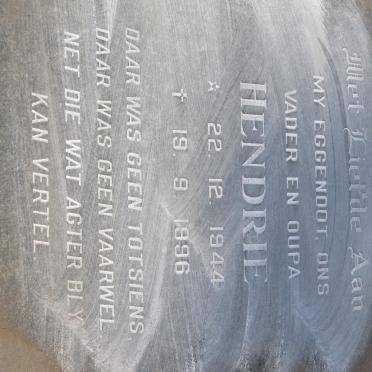 Met Liefde Aan
MY EGGENOOT, ONS
VADER EN OUPA
HENDRIE
* 22. 12. 1944
† 19. 9 1996
DAAR WAS GEEN TOTSIENS,
DAAR WAS GEEN VAARWEL
NET DIE WAT AGTER BLY
KAN VERTEL.